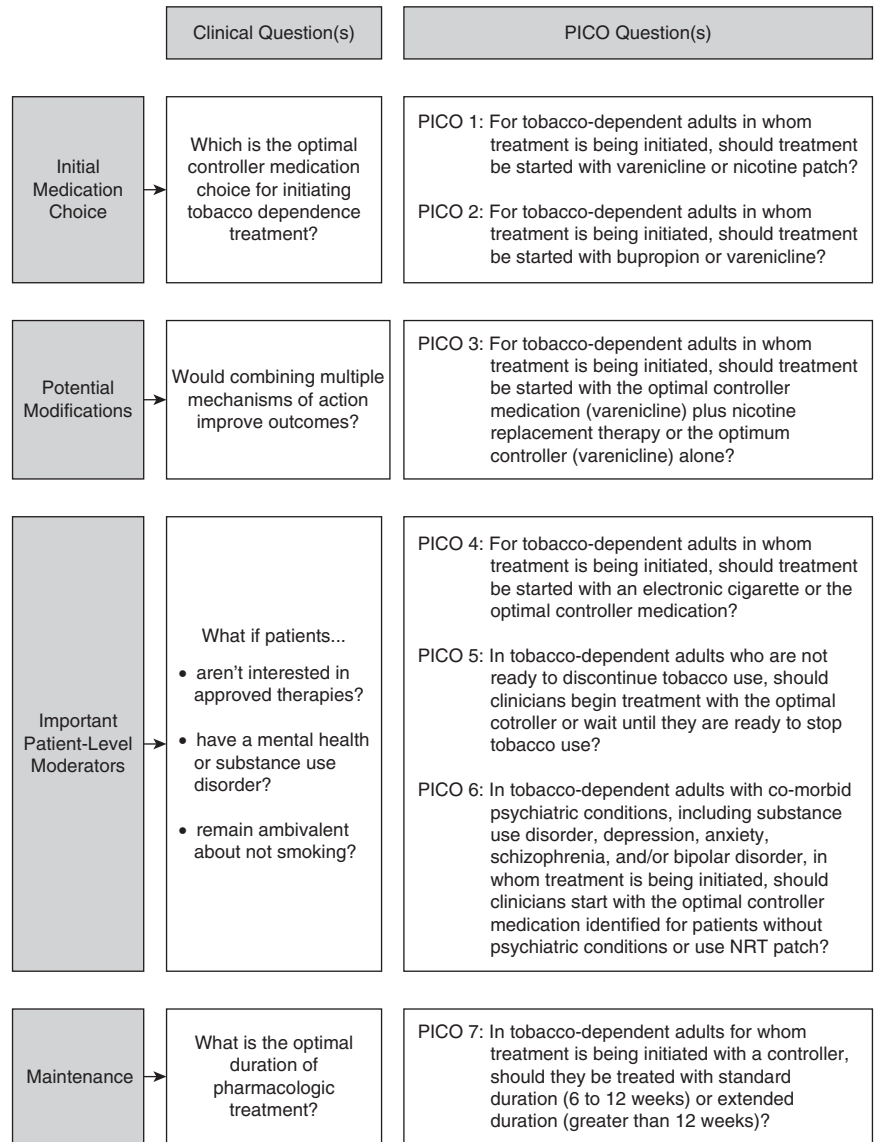 Clinical Question(s)
PICO Question(s)
Initial
Medication
Choice
Which is the optimal
controller medication
choice for initiating
tobacco dependence
treatment?
PICO 1: For tobacco-dependent adults in whom
treatment is being initiated, should treatment
be started with varenicline or nicotine patch?
PICO 2: For tobacco-dependent adults in whom
treatment is being initiated, should treatment
be started with bupropion or varenicline?
Potential
Modifications
Would combining multiple
mechanisms of action
improve outcomes?
PICO 3: For tobacco-dependent adults in whom
treatment is being initiated, should treatment
be started with the optimal controller
medication (varenicline) plus nicotine
replacement therapy or the optimum
controller (varenicline) alone?
Important
Patient-Level
Moderators
What if patients...
• aren't interested in
approved therapies?
• have a mental health
or substance use
disorder?
• remain ambivalent
about not smoking?
PICO 4: For tobacco-dependent adults in whom
treatment is being initiated, should treatment
be started with an electronic cigarette or the
optimal controller medication?
PICO 5: In tobacco-dependent adults who are not
ready to discontinue tobacco use, should
clinicians begin treatment with the optimal
cotroller or wait until they are ready to stop
tobacco use?
PICO 6: In tobacco-dependent adults with co-morbid
psychiatric conditions, including substance
use disorder, depression, anxiety,
schizophrenia, and/or bipolar disorder, in
whom treatment is being initiated, should
clinicians start with the optimal controller
medication identified for patients without
psychiatric conditions or use NRT patch?
Maintenance
What is the optimal
duration of
pharmacologic
treatment?
PICO 7: In tobacco-dependent adults for whom
treatment is being initiated with a controller,
should they be treated with standard
duration (6 to 12 weeks) or extended
duration (greater than 12 weeks)?